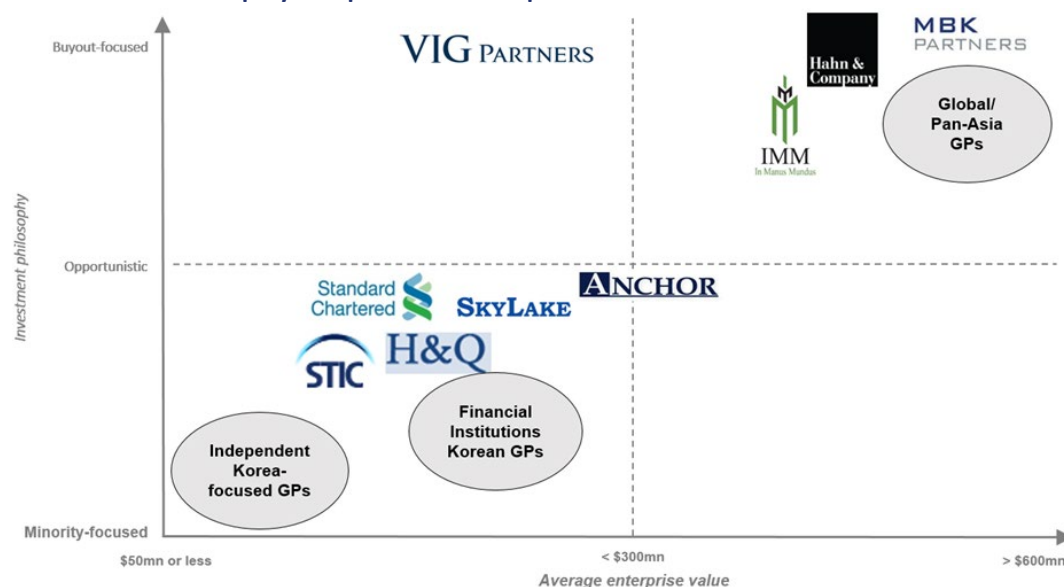 Buyout-focused
VIG PARTNERS
Hahn &
Company
MBK
PARTNERS
IMM
In Manus Mundus
Global/
Pan-Asia
GPs
Investment philosophy
Opportunistic
Standard
Chartered
SKYLAKE
ANCHOR
STIC
H&Q
Financial
Institutions
Korean GPs
Independent
Korea-
focused GPs
Minority-focused
$50mn or less
< $300mn
> $600mn
Average enterprise value